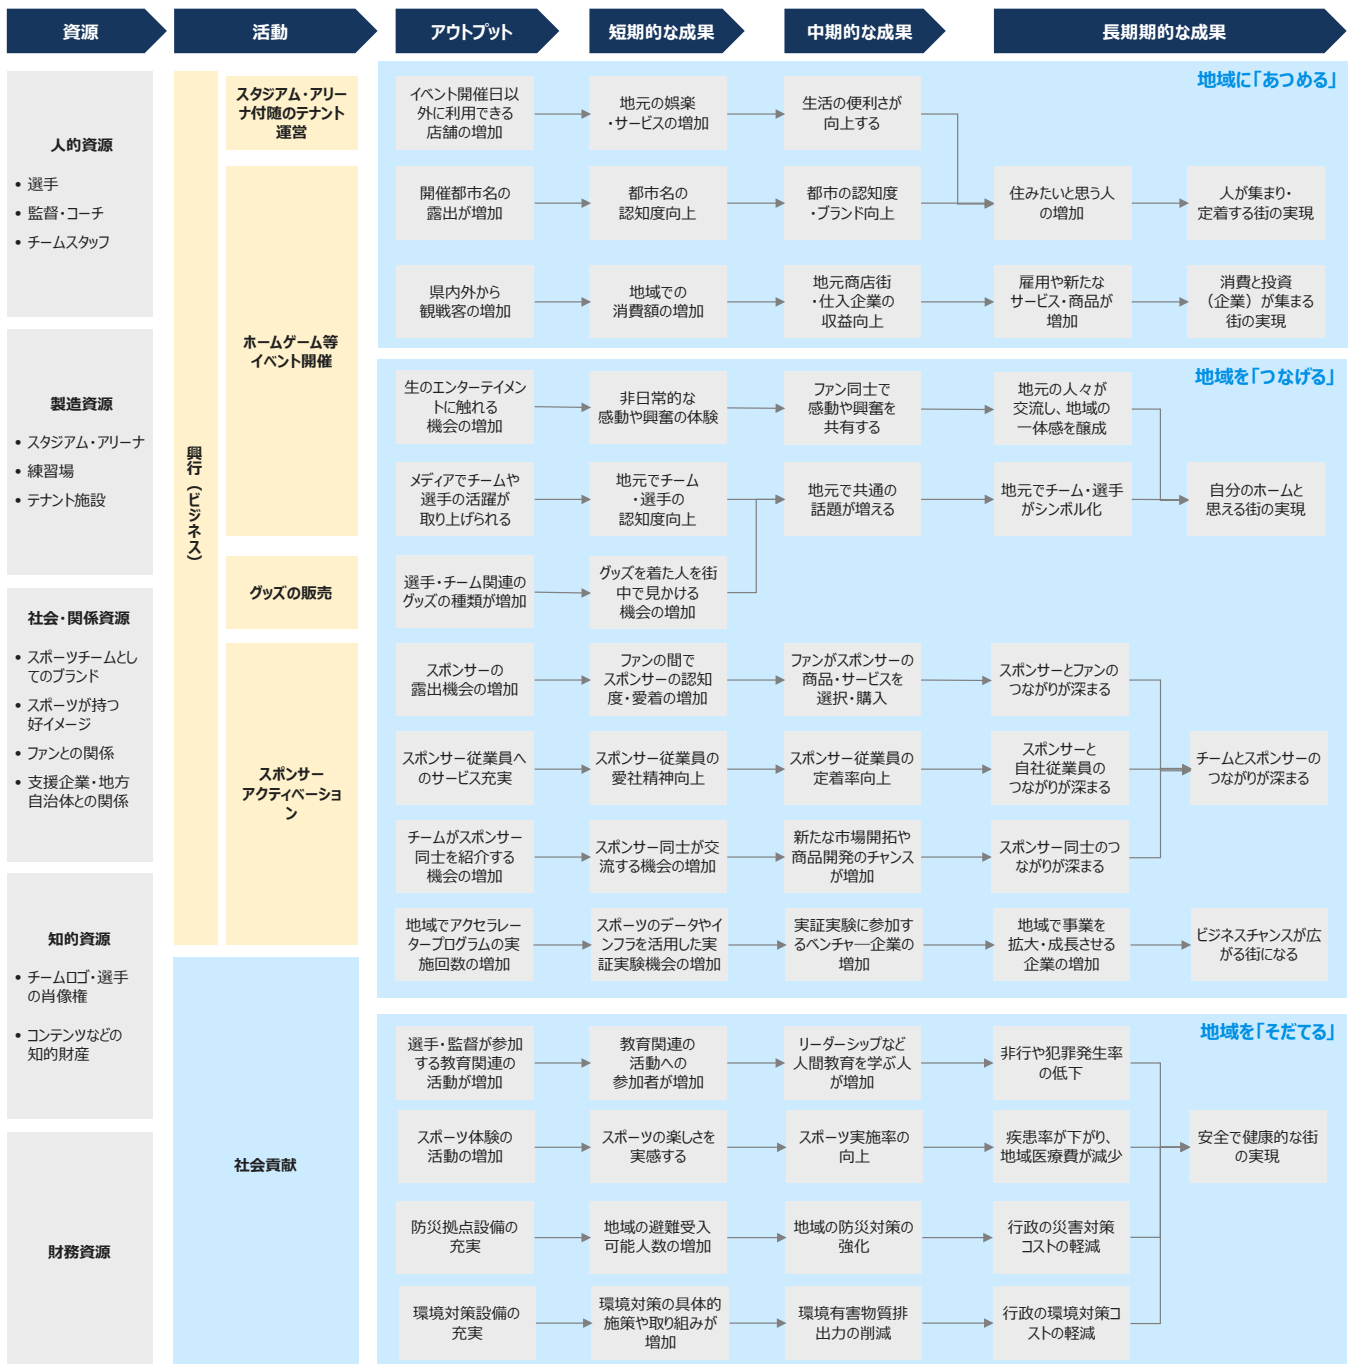 資源
活動
アウトプット
短期的な成果
中期的な成果
長期期的な成果
人的資源
• 選手
• 監督・コーチ
• チームスタッフ
製造資源
• スタジアム・アリーナ
• 練習場
• テナント施設
社会・関係資源
• スポーツチームとし
てのブランド
• スポーツが持つ
好イメージ
• ファンとの関係
• 支援企業・地方
自治体との関係
知的資源
• チームロゴ・選手
の肖像権
• コンテンツなどの
知的財産
財務資源
興行（ビジネス）
スタジアム・アリー
ナ付随のテナント
運営
ホームゲーム等
イベント開催
グッズの販売
スポンサー
アクティベーショ
ン
社会貢献
地域に「あつめる」
イベント開催日以
外に利用できる
店舗の増加
地元の娯楽
・サービスの増加
生活の便利さが
向上する
開催都市名の
露出が増加
都市名の
認知度向上
都市の認知度
・ブランド向上
住みたいと思う人
の増加
人が集まり・
定着する街の実現
県内外から
観戦客の増加
地域での
消費額の増加
地元商店街
・仕入企業の
収益向上
雇用や新たな
サービス・商品が
増加
消費と投資
（企業）が集まる
街の実現
地域を「つなげる」
生のエンターテイメン
トに触れる
機会の増加
非日常的な
感動や興奮の体験
ファン同士で
感動や興奮を
共有する
地元の人々が
交流し、地域の
一体感を醸成
メディアでチームや
選手の活躍が
取り上げられる
地元でチーム
・選手の
認知度向上
地元で共通の
話題が増える
地元でチーム・選手
がシンボル化
自分のホームと
思える街の実現
選手・チーム関連の
グッズの種類が増加
グッズを着た人を街
中で見かける
機会の増加
スポンサーの
露出機会の増加
ファンの間で
スポンサーの認知
度・愛着の増加
ファンがスポンサーの
商品・サービスを
選択・購入
スポンサーとファンの
つながりが深まる
スポンサー従業員へ
のサービス充実
スポンサー従業員の
愛社精神向上
スポンサー従業員の
定着率向上
スポンサーと
自社従業員の
つながりが深まる
チームとスポンサーの
つながりが深まる
チームがスポンサー
同士を紹介する
機会の増加
スポンサー同士が交
流する機会の増加
新たな市場開拓や
商品開発のチャンス
が増加
スポンサー同士のつ
ながりが深まる
地域でアクセラレー
タープログラムの実
施回数の増加
スポーツのデータやイ
ンフラを活用した実
証実験機会の増加
実証実験に参加す
るベンチャ―企業の
増加
地域で事業を
拡大・成長させる
企業の増加
ビジネスチャンスが広
がる街になる
地域を「そだてる」
選手・監督が参加
する教育関連の
活動が増加
教育関連の
活動への
参加者が増加
リーダーシップなど
人間教育を学ぶ人
が増加
非行や犯罪発生率
の低下
スポーツ体験の
活動の増加
スポーツの楽しさを
実感する
スポーツ実施率の
向上
疾患率が下がり、
地域医療費が減少
安全で健康的な街
の実現
防災拠点設備の
充実
地域の避難受入
可能人数の増加
地域の防災対策の
強化
行政の災害対策
コストの軽減
環境対策設備の
充実
環境対策の具体的
施策や取り組みが
増加
環境有害物質排
出力の削減
行政の環境対策コ
ストの軽減